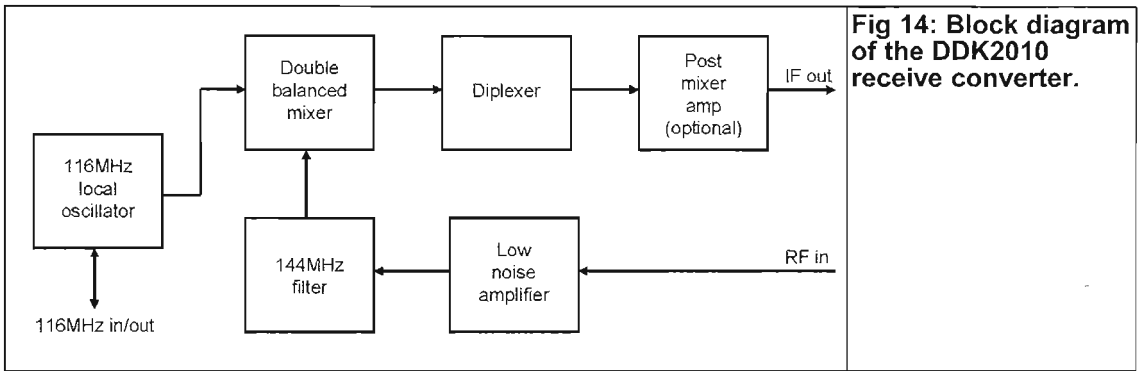 Fig 14: Block diagram
of the DDK2010
receive converter.
Double
balanced
mixer
Diplexer
Post
mixer
amp
(optional)
IF out
116MHz
local
oscillator
144MHz
filter
Low
noise
amplifier
RF in
116MHz in/out